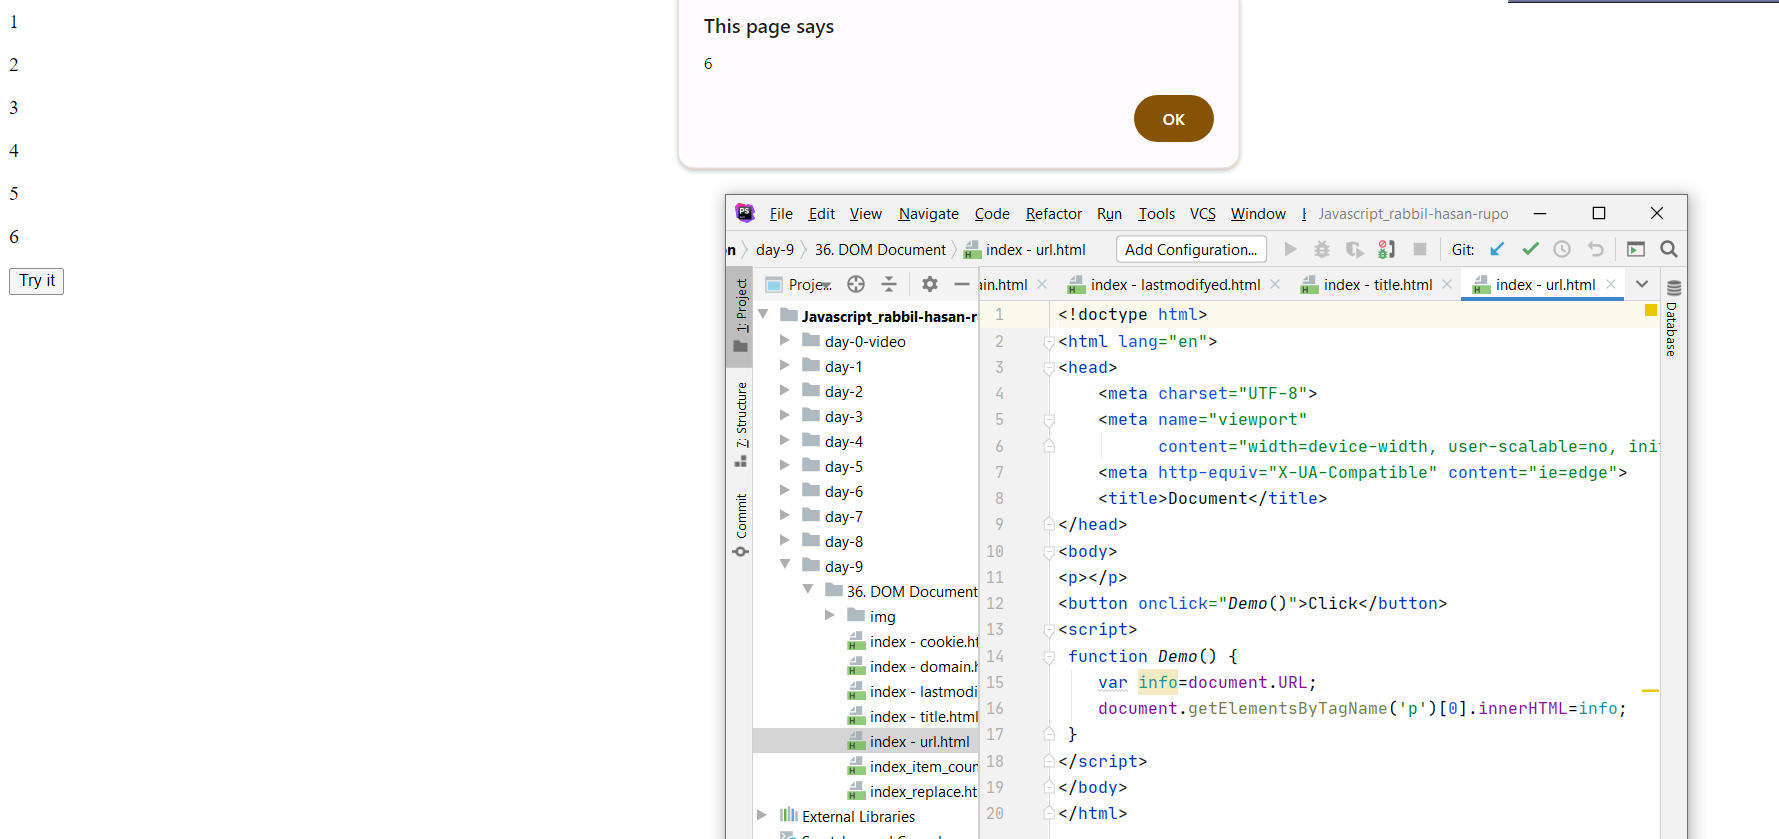 1
2
3
4
5
6
Try it
This page says
6
OK
PS
File Edit View Navigate Code Refactor Run Tools VCS Window Javascript_rabbil-hasan-rupo
n day-9 36. DOM Document index - url.html Add Configuration... Git:
Project
ain.html index - lastmodifyed.html index - title.html index - url.html
1: Project
7: Structure
Commit
Javascript_rabbil-hasan-r
day-0-video
day-1
day-2
day-3
day-4
day-5
day-6
day-7
day-8
day-9
36. DOM Document
img
index - cookie.ht
index - domain.h
index - lastmodi
index - title.html
index - url.html
index_item_coun
index_replace.ht
External Libraries
1 <!doctype html>
2 <html lang="en">
3 <head>
4 <meta charset="UTF-8">
5 <meta name="viewport"
6 content="width=device-width, user-scalable=no, ini
7 <meta http-equiv="X-UA-Compatible" content="ie=edge">
8 <title>Document</title>
9 </head>
10 <body>
11 <p></p>
12 <button onclick="Demo()">Click</button>
13 <script>
14 function Demo() {
15 var info=document.URL;
16 document.getElementsByTagName('p')[0].innerHTML=info;
17 }
18 </script>
19 </body>
20 </html>
Database